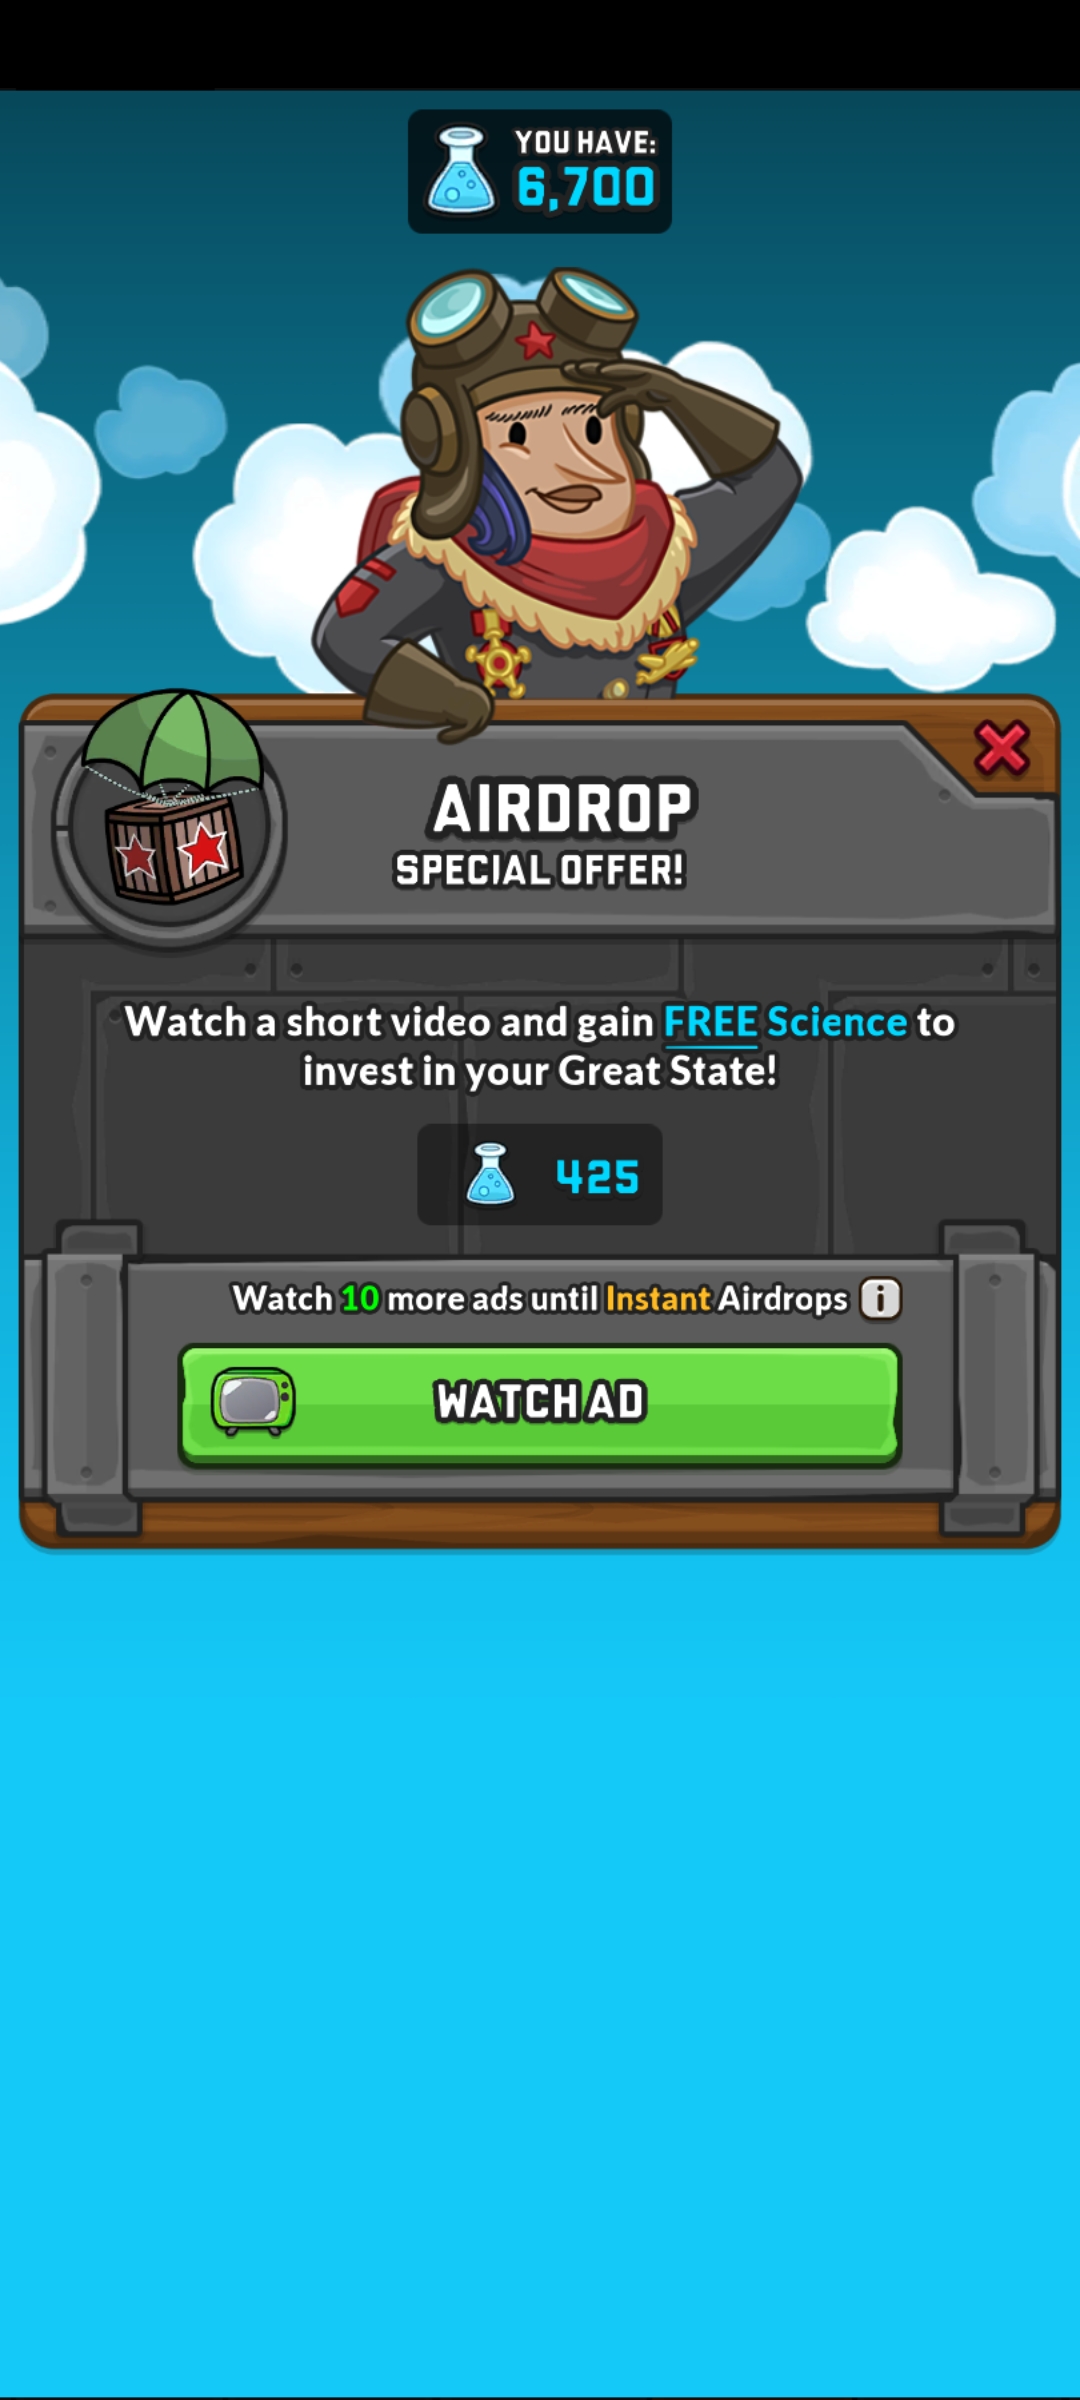 YOU HAVE:
6,700
AIRDROP
SPECIAL OFFER!
Watch a short video and gain FREE Science to
invest in your Great State!
425
Watch 10 more ads until Instant Airdrops i
WATCH AD